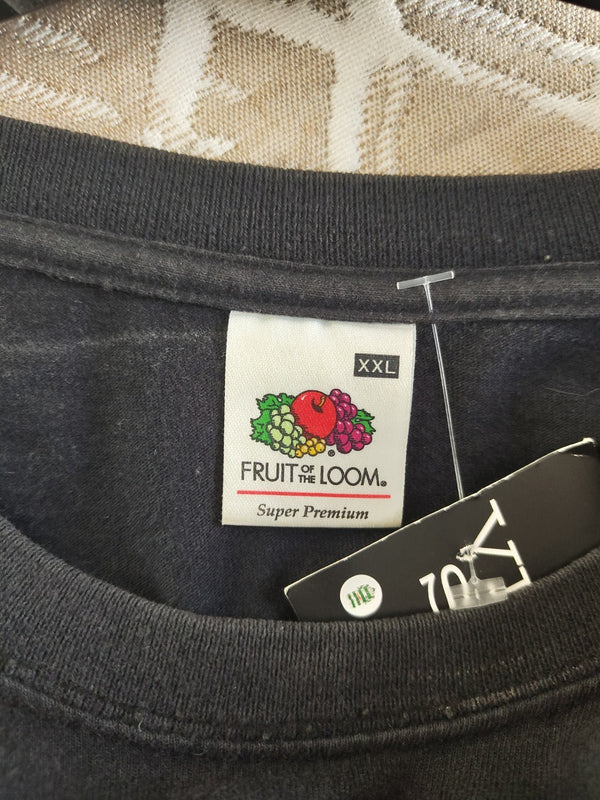 XXL
FRUIT OF THE LOOM®
Super Premium